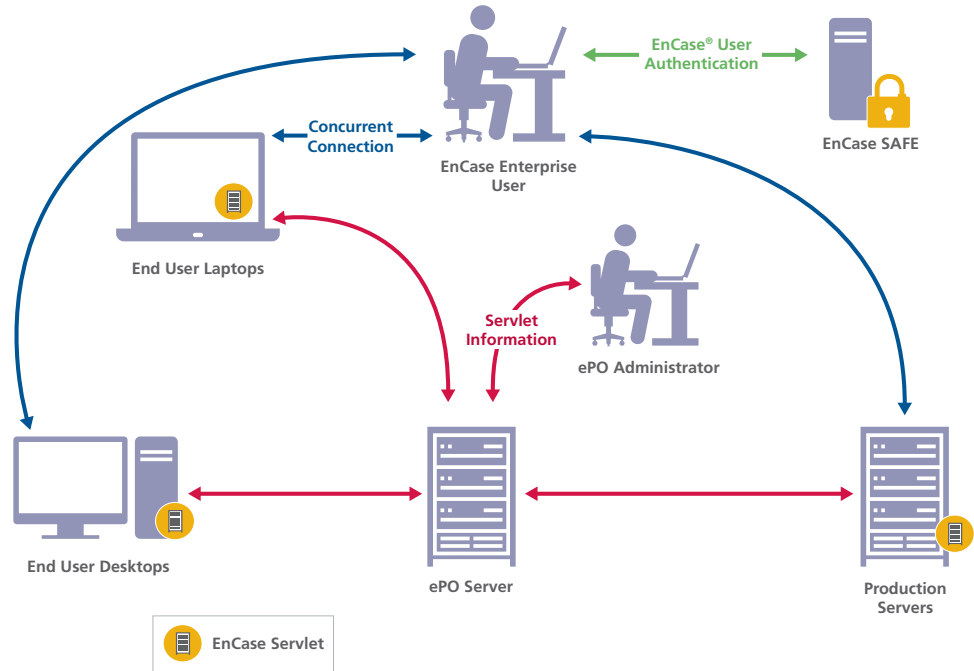 EnCase® User
Authentication
EnCase SAFE
Concurrent
Connection
EnCase Enterprise
User
End User Laptops
Servlet
Information
ePO Administrator
End User Desktops
ePO Server
Production
Servers
EnCase Servlet